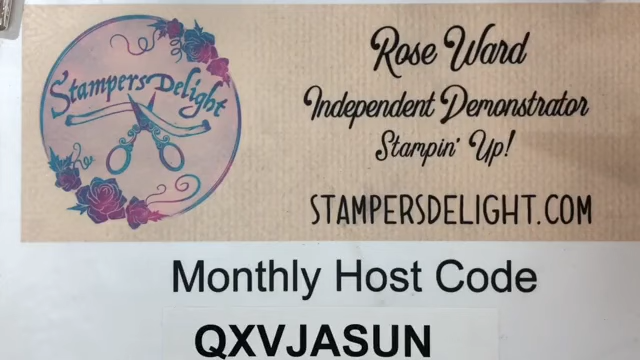 Stampers Delight
Rose Ward
Independent Demonstrator
Stampin' Up!
STAMPERSDELIGHT.COM
Monthly Host Code
QXVJASUN